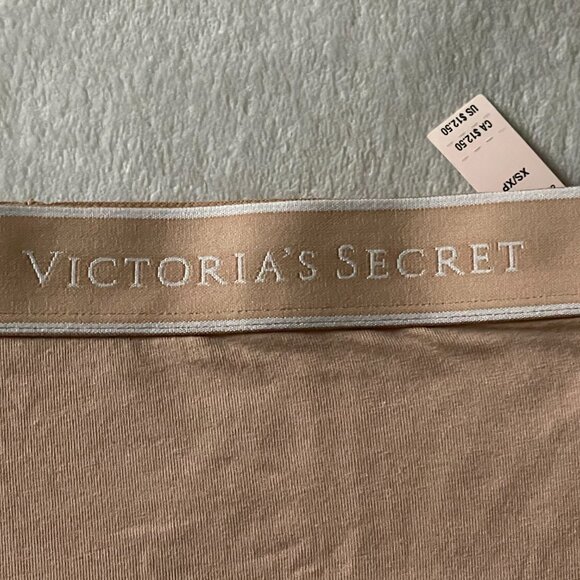 US $12.50
CA $12.50
XS/XP
VICTORIA'S SECRET